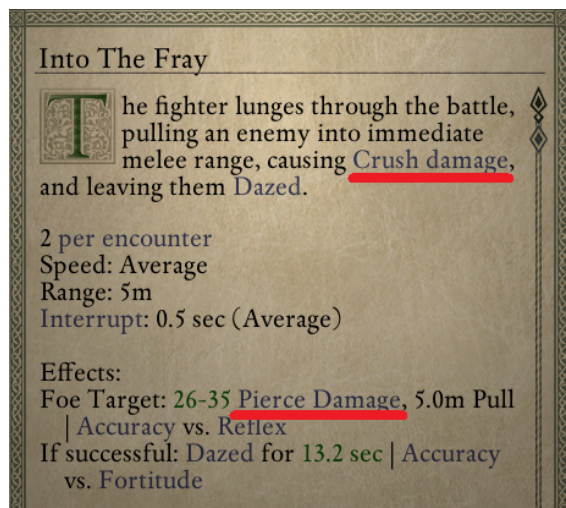 Into The Fray
The fighter lunges through the battle,
pulling an enemy into immediate
melee range, causing Crush damage,
and leaving them Dazed.
2 per encounter
Speed: Average
Range: 5m
Interrupt: 0.5 sec (Average)
Effects:
Foe Target: 26-35 Pierce Damage, 5.0m Pull
| Accuracy vs. Reflex
If successful: Dazed for 13.2 sec | Accuracy
vs. Fortitude